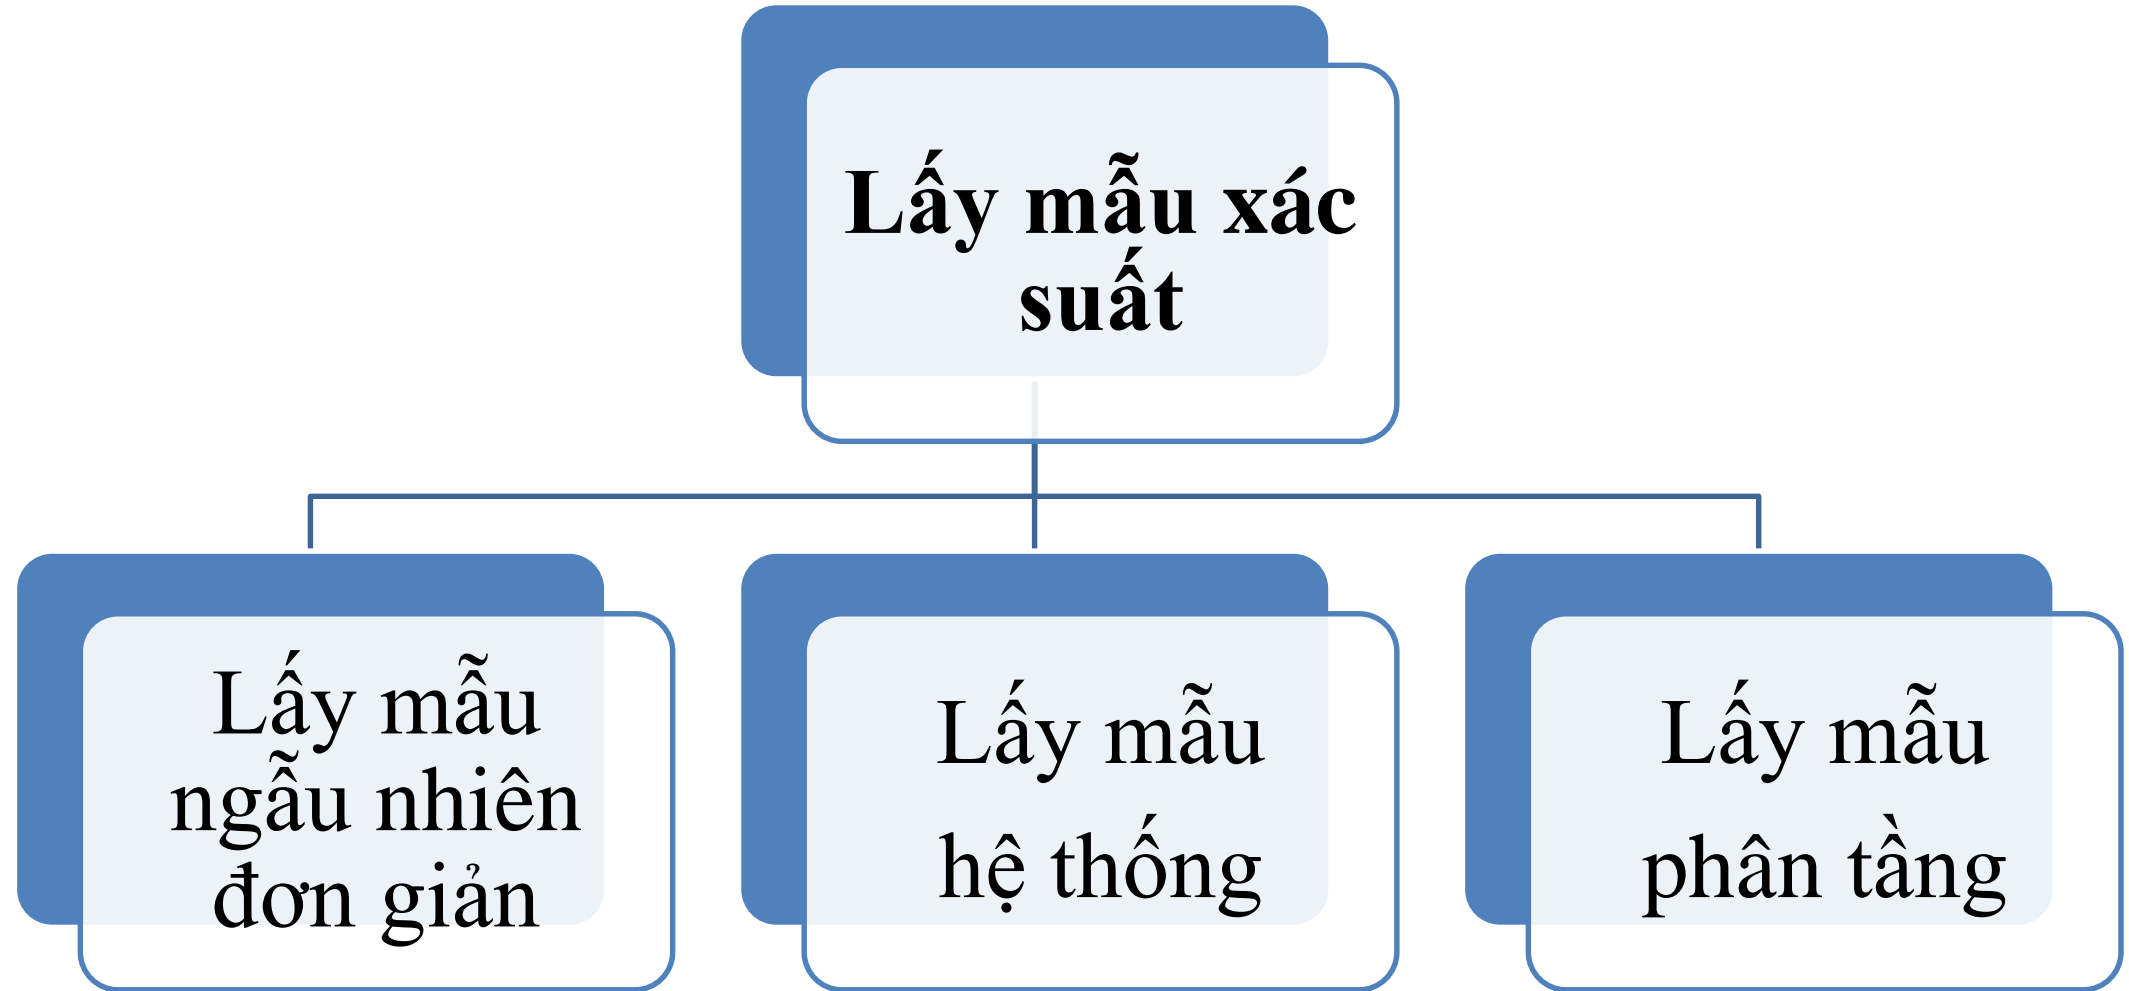 Lấy mẫu xác
suất
Lấy mẫu
ngẫu nhiên
đơn giản
Lấy mẫu
hệ thống
Lấy mẫu
phân tầng